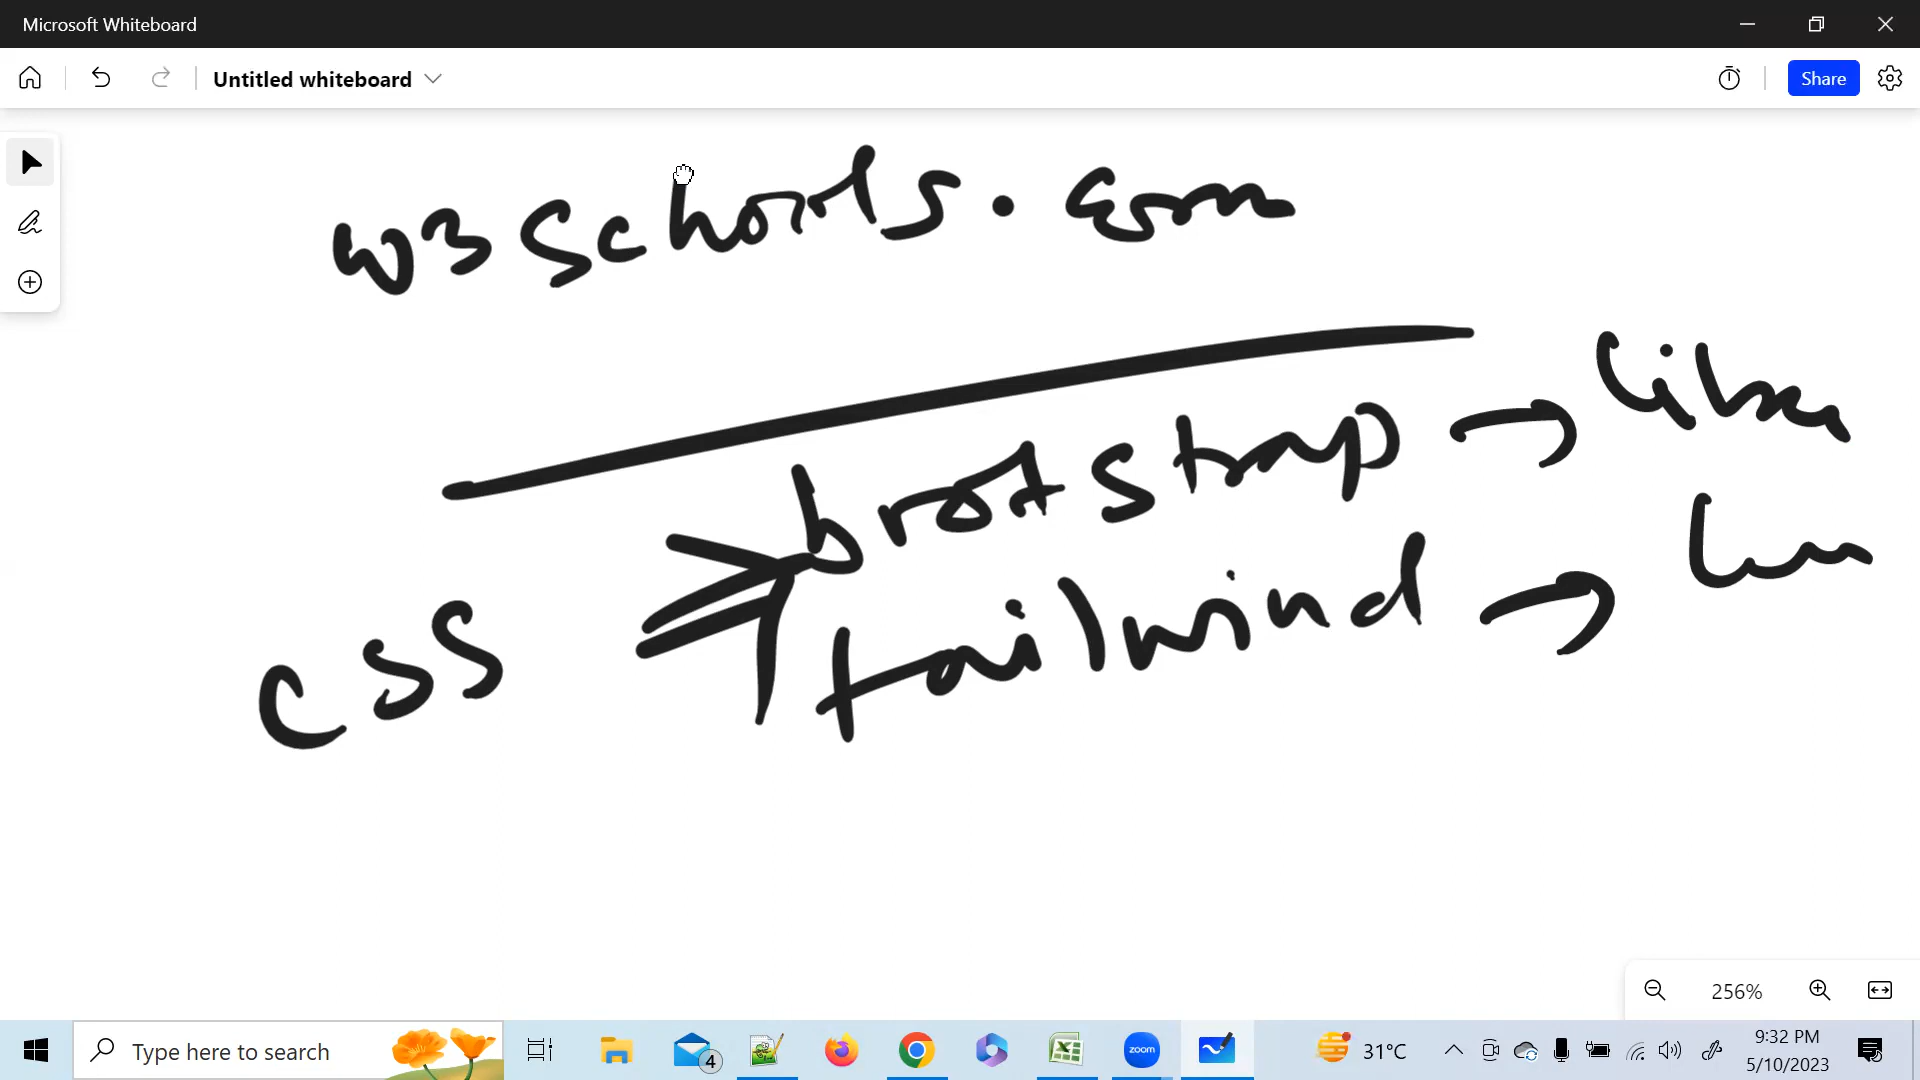 Microsoft Whiteboard
Untitled whiteboard
Share
w3schools.com
bootstrap →
tailwind →
css
256%
4
zoom
Type here to search
31°C
9:32 PM
5/10/2023